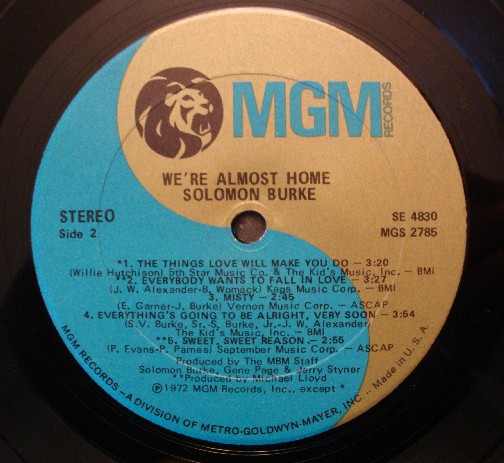 MGM
RECORDS
WE'RE ALMOST HOME
SOLOMON BURKE
STEREO
Side 2
SE 4830
MGS 2785
*1. THE THINGS LOVE WILL MAKE YOU DO — 3:20
(Willie Hutchison) 5th Star Music Co. & The Kid's Music, Inc. — BMI
**2. EVERYBODY WANTS TO FALL IN LOVE — 3:27
(J. W. Alexander-B. Womack) Kags Music Corp. — BMI
3. MISTY — 2:45
(E. Garner-J. Burke) Vernon Music Corp. — ASCAP
4. EVERYTHING'S GOING TO BE ALRIGHT, VERY SOON — 3:54
(S.V. Burke, Sr.-S. Burke, Jr.-J. W. Alexander)
The Kid's Music, Inc. — BMI
**5. SWEET, SWEET REASON — 2:55
(P. Evans-P. Parnes) September Music Corp. — ASCAP
Produced by The MBM Staff
Solomon Burke, Gene Page & Jerry Styner
**Produced by Michael Lloyd
Ⓟ 1972 MGM Records, Inc., except *
MGM RECORDS — A DIVISION OF METRO-GOLDWYN-MAYER, INC. — Made in U.S.A.